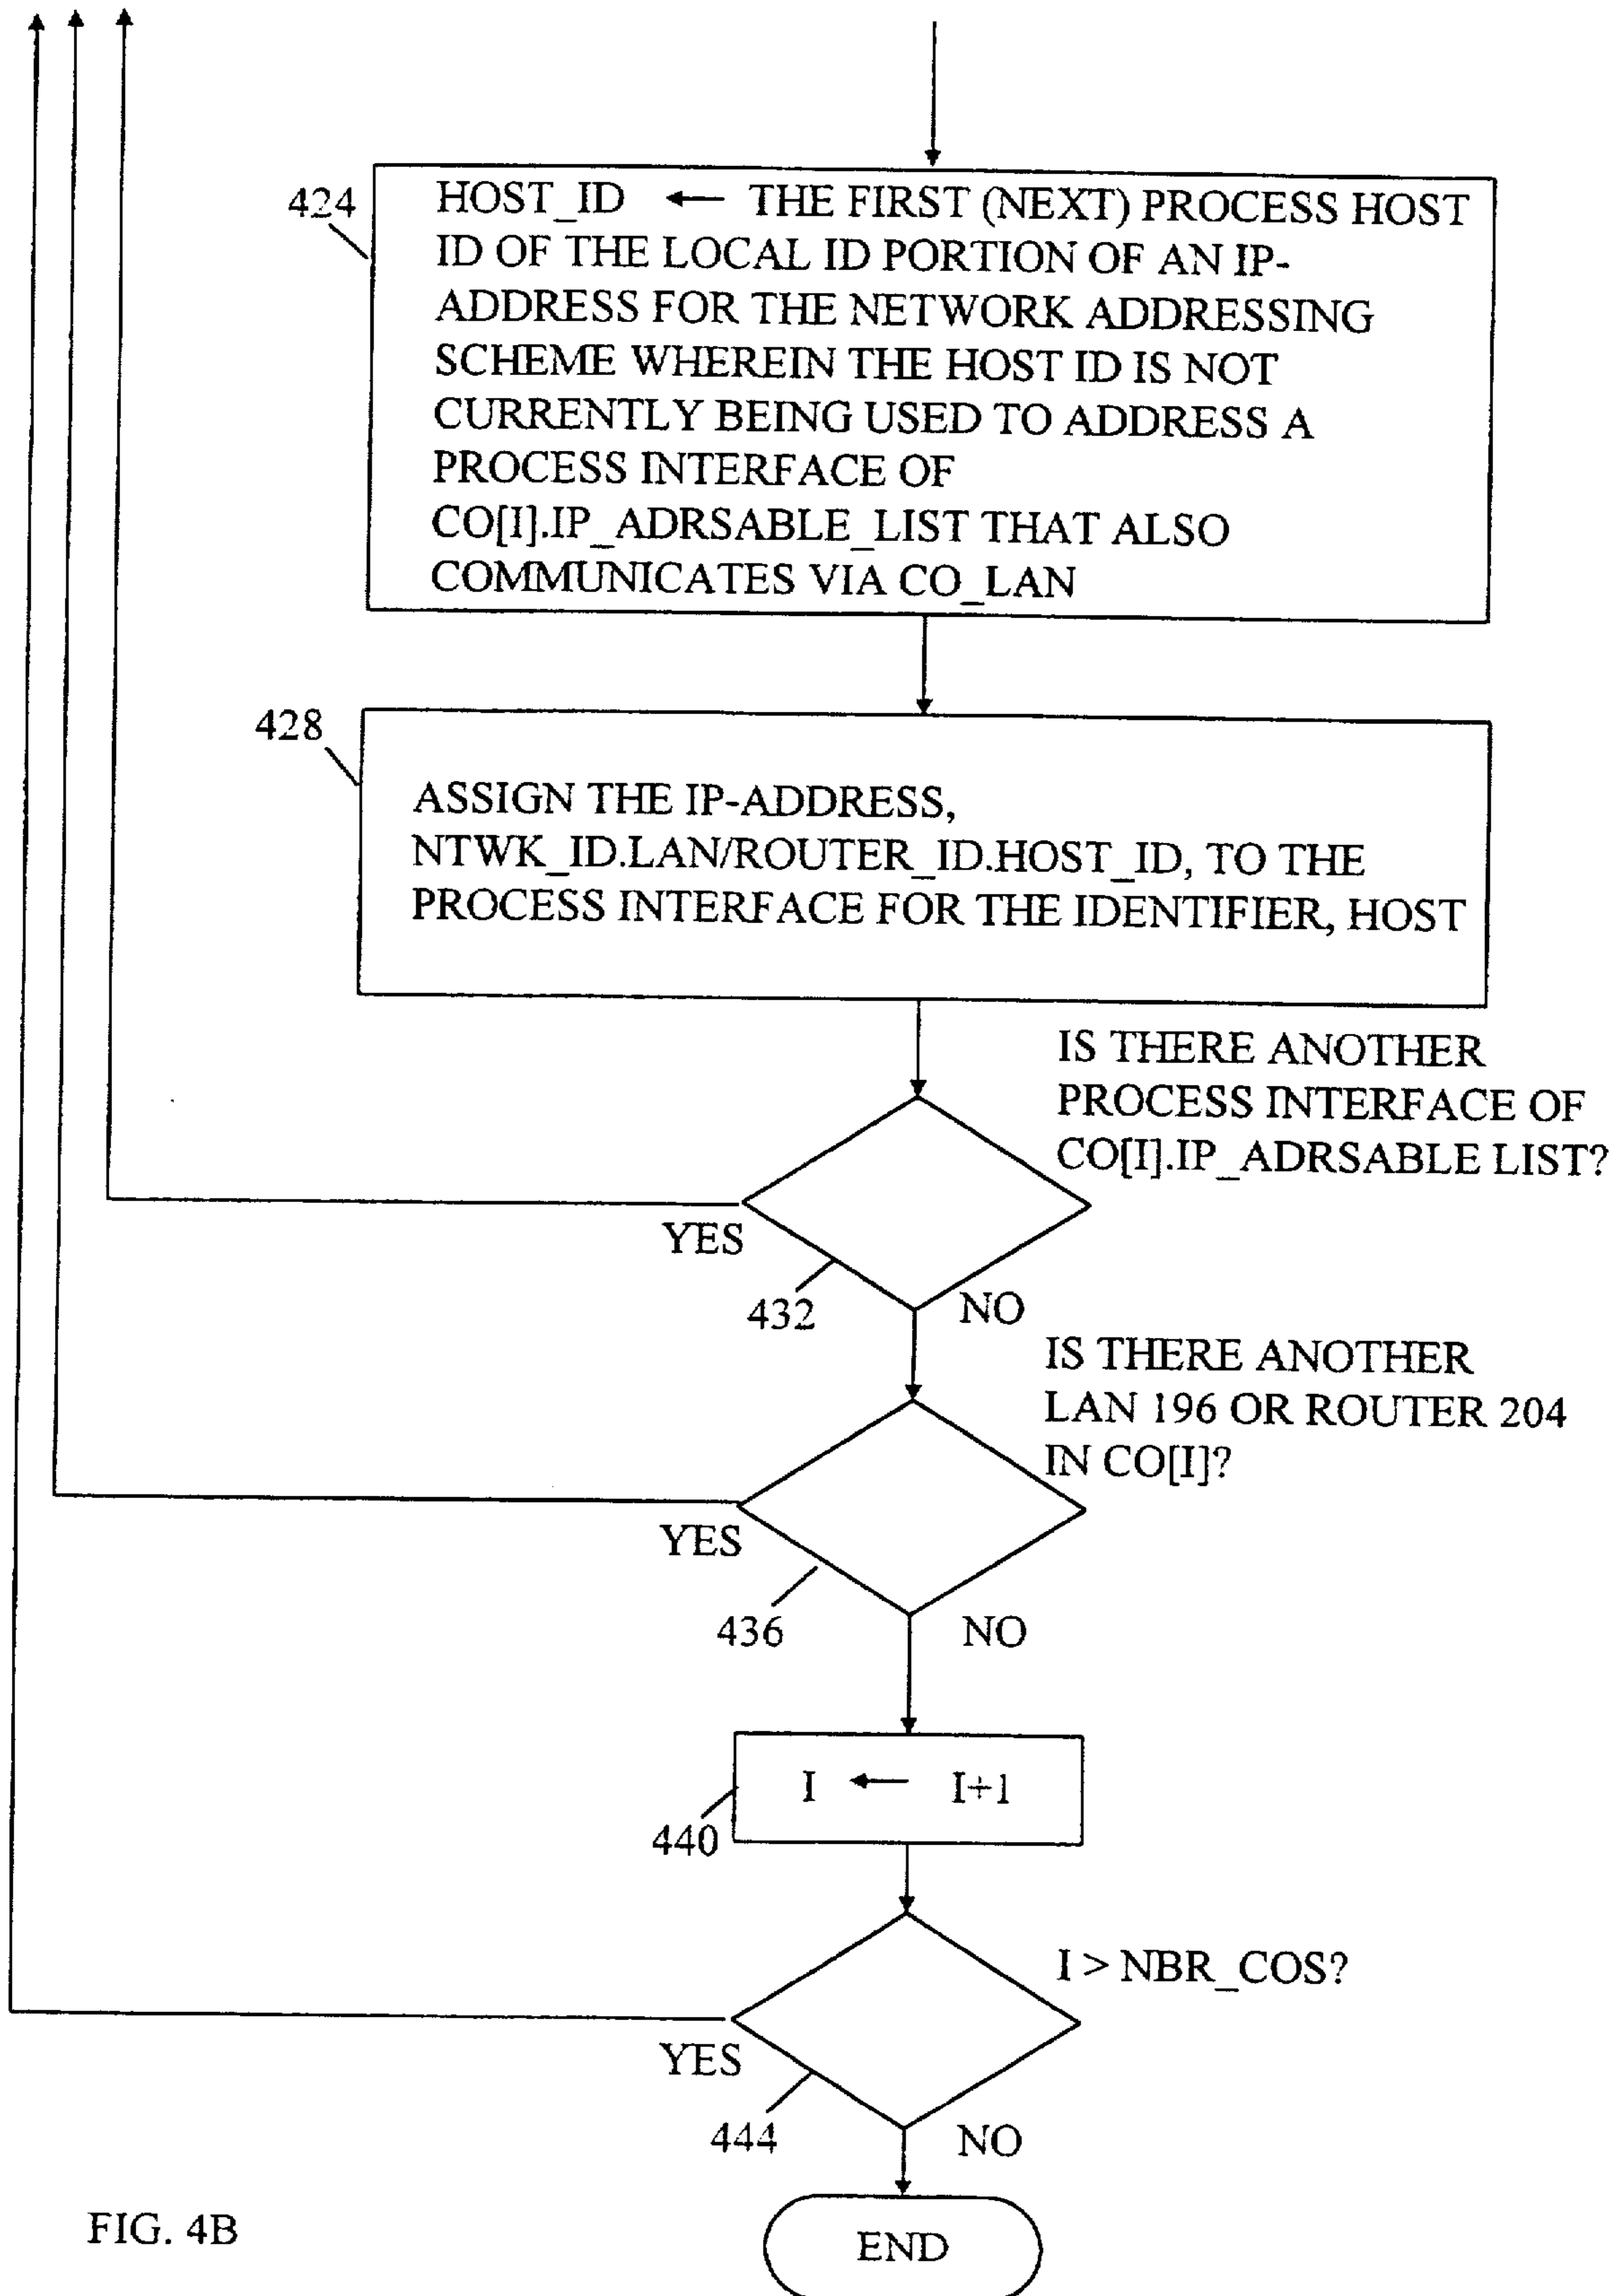 424
HOST_ID ← THE FIRST (NEXT) PROCESS HOST
ID OF THE LOCAL ID PORTION OF AN IP-
ADDRESS FOR THE NETWORK ADDRESSING
SCHEME WHEREIN THE HOST ID IS NOT
CURRENTLY BEING USED TO ADDRESS A
PROCESS INTERFACE OF
CO[I].IP_ADRSABLE_LIST THAT ALSO
COMMUNICATES VIA CO_LAN
428
ASSIGN THE IP-ADDRESS,
NTWK_ID.LAN/ROUTER_ID.HOST_ID, TO THE
PROCESS INTERFACE FOR THE IDENTIFIER, HOST
IS THERE ANOTHER
PROCESS INTERFACE OF
CO[I].IP_ADRSABLE LIST?
YES
432
NO
IS THERE ANOTHER
LAN 196 OR ROUTER 204
IN CO[I]?
YES
436
NO
I ← I+1
440
I > NBR_COS?
YES
444
NO
END
FIG. 4B